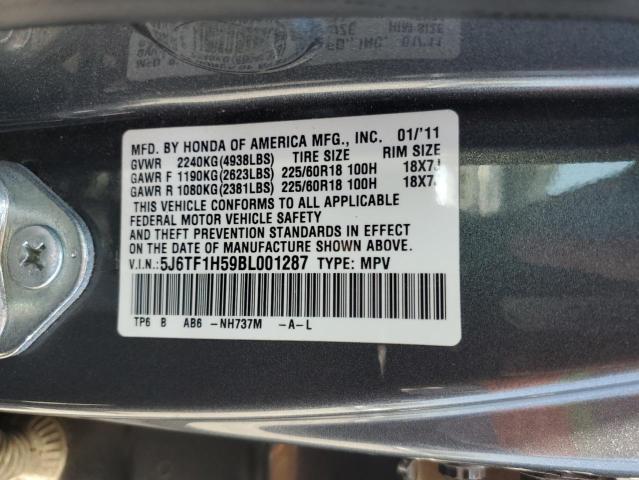 MFD. BY HONDA OF AMERICA MFG., INC. 01/'11
GVWR 2240KG(4938LBS) TIRE SIZE RIM SIZE
GAWR F 1190KG(2623LBS) 225/60R18 100H 18X7J
GAWR R 1080KG(2381LBS) 225/60R18 100H 18X7J
THIS VEHICLE CONFORMS TO ALL APPLICABLE
FEDERAL MOTOR VEHICLE SAFETY
AND THEFT PREVENTION STANDARDS IN EFFECT
ON THE DATE OF MANUFACTURE SHOWN ABOVE.
V.I.N.:5J6TF1H59BL001287 TYPE: MPV
TP6 B AB6 -NH737M -A-L